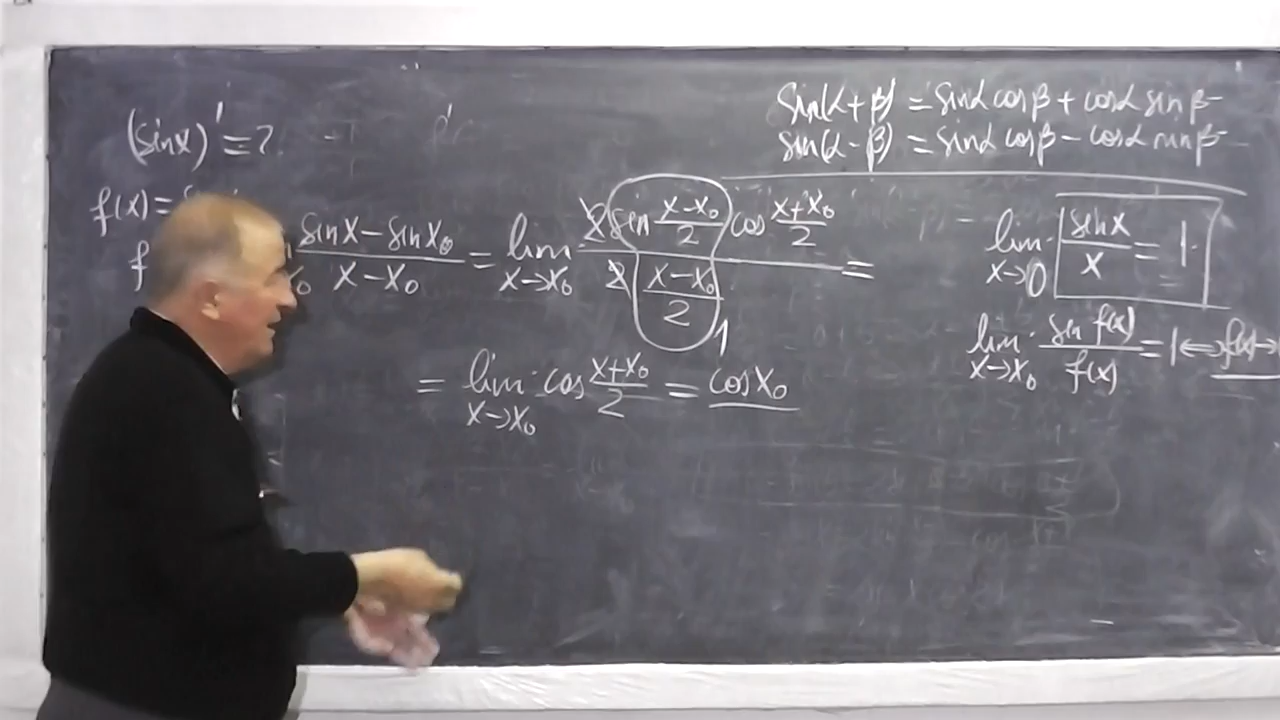 (sinx)' = ?
sin(α+β) = sinα cosβ + cosα sinβ
sin(α-β) = sinα cosβ - cosα sinβ
f(x) =
sinx - sinx₀ / x - x₀ = lim x→x₀ 2 sin x-x₀/2 cos x+x₀/2 / 2 x-x₀/2 =
1
= lim x→x₀ cos x+x₀/2 = cosx₀
lim x→0 sinx/x = 1
lim x→x₀ sin f(x)/f(x) = 1 ⟺ f(x)→